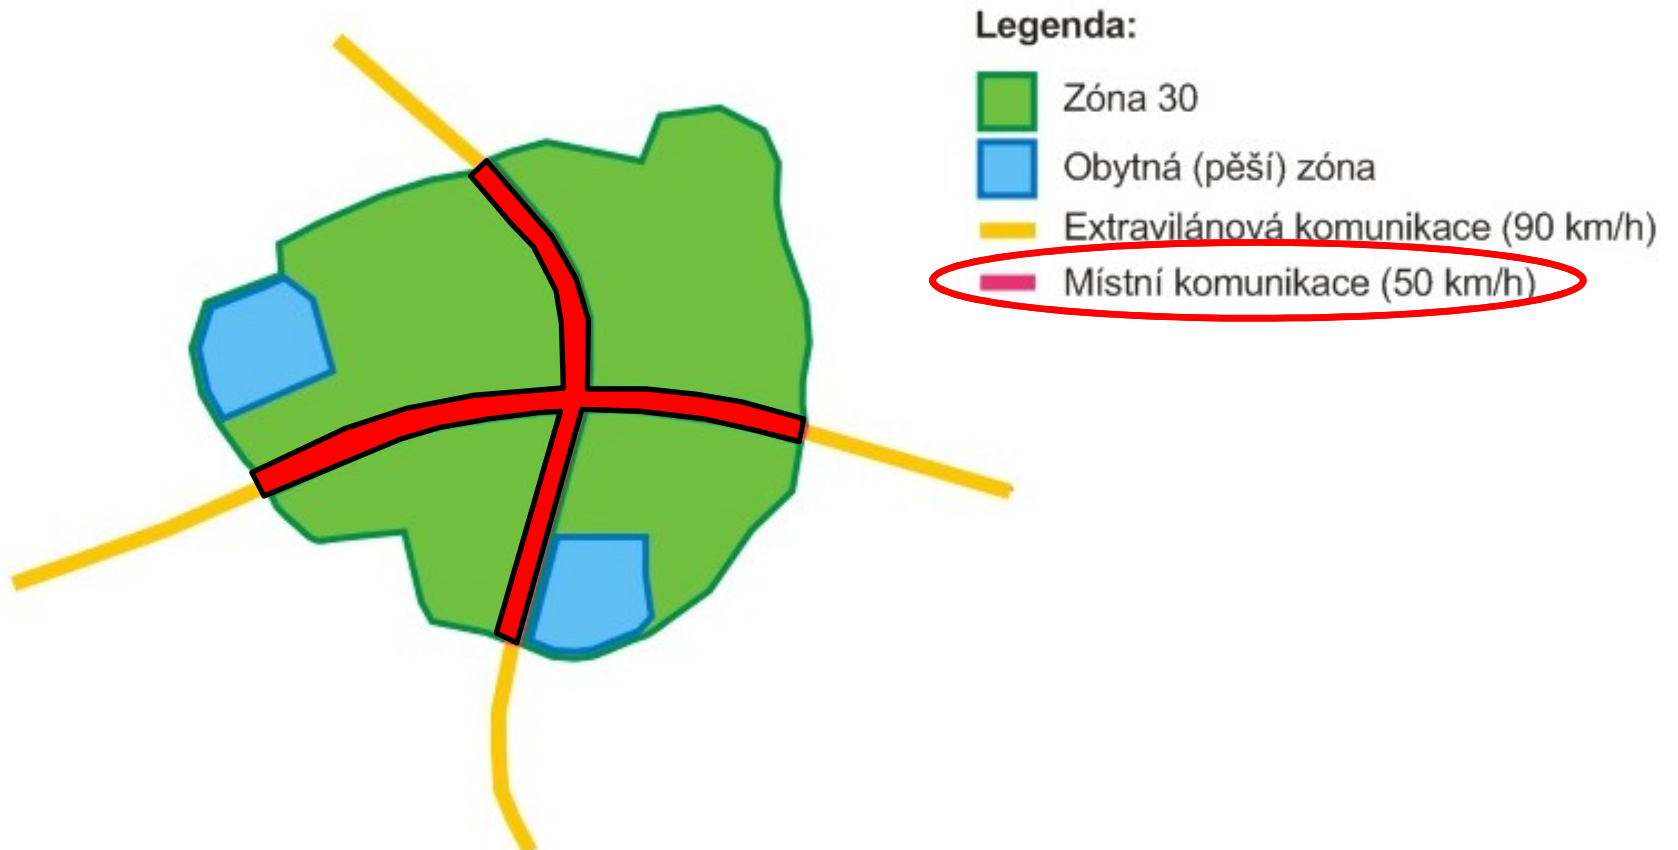 Legenda:
Zóna 30
Obytná (pěší) zóna
Extravilánová komunikace (90 km/h)
Místní komunikace (50 km/h)